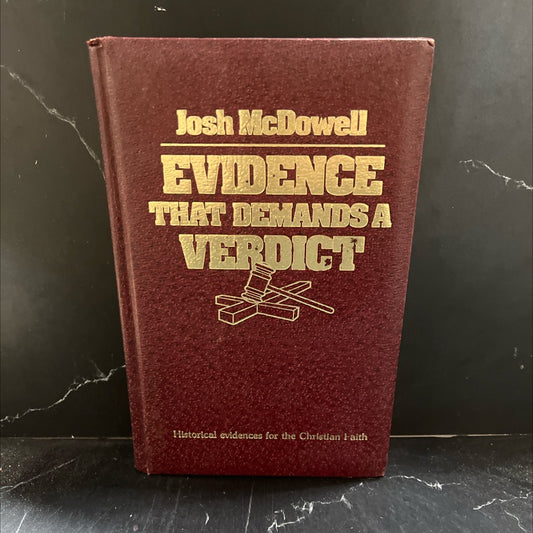 Josh McDowell
EVIDENCE
THAT DEMANDS A
VERDICT
Historical evidences for the Christian Faith